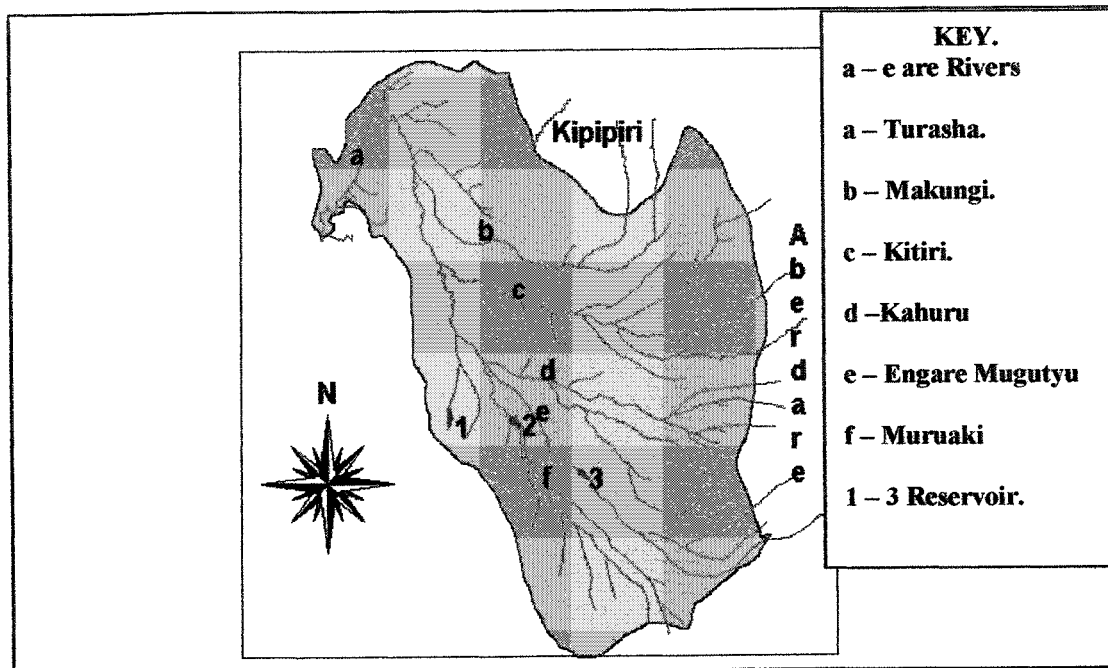 KEY.
a – e are Rivers
a – Turasha.
b – Makungi.
c – Kitiri.
d –Kahuru
e – Engare Mugutyu
f – Muruaki
1 – 3 Reservoir.
Kipipiri
a
b
c
d
e
f
1
2
3
N
A
b
e
r
d
a
r
e